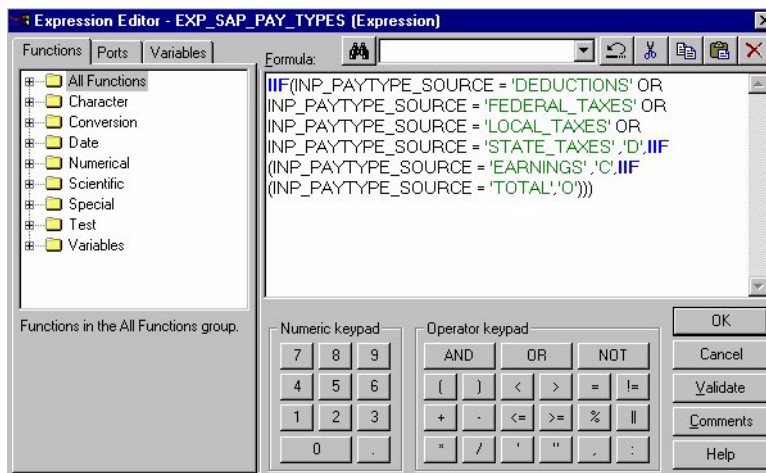 Expression Editor - EXP_SAP_PAY_TYPES (Expression)
Functions Ports Variables
All Functions
Character
Conversion
Date
Numerical
Scientific
Special
Test
Variables
Functions in the All Functions group.
Formula:
IIF(INP_PAYTYPE_SOURCE = 'DEDUCTIONS' OR
INP_PAYTYPE_SOURCE = 'FEDERAL_TAXES' OR
INP_PAYTYPE_SOURCE = 'LOCAL_TAXES' OR
INP_PAYTYPE_SOURCE = 'STATE_TAXES' ,'D',IIF
(INP_PAYTYPE_SOURCE = 'EARNINGS' ,'C',IIF
(INP_PAYTYPE_SOURCE = 'TOTAL','O')))
Numeric keypad
7 8 9
4 5 6
1 2 3
0 .
Operator keypad
AND OR NOT
( ) < > = !=
+ - <= >= % ||
* / ' " , :
OK
Cancel
Validate
Comments
Help